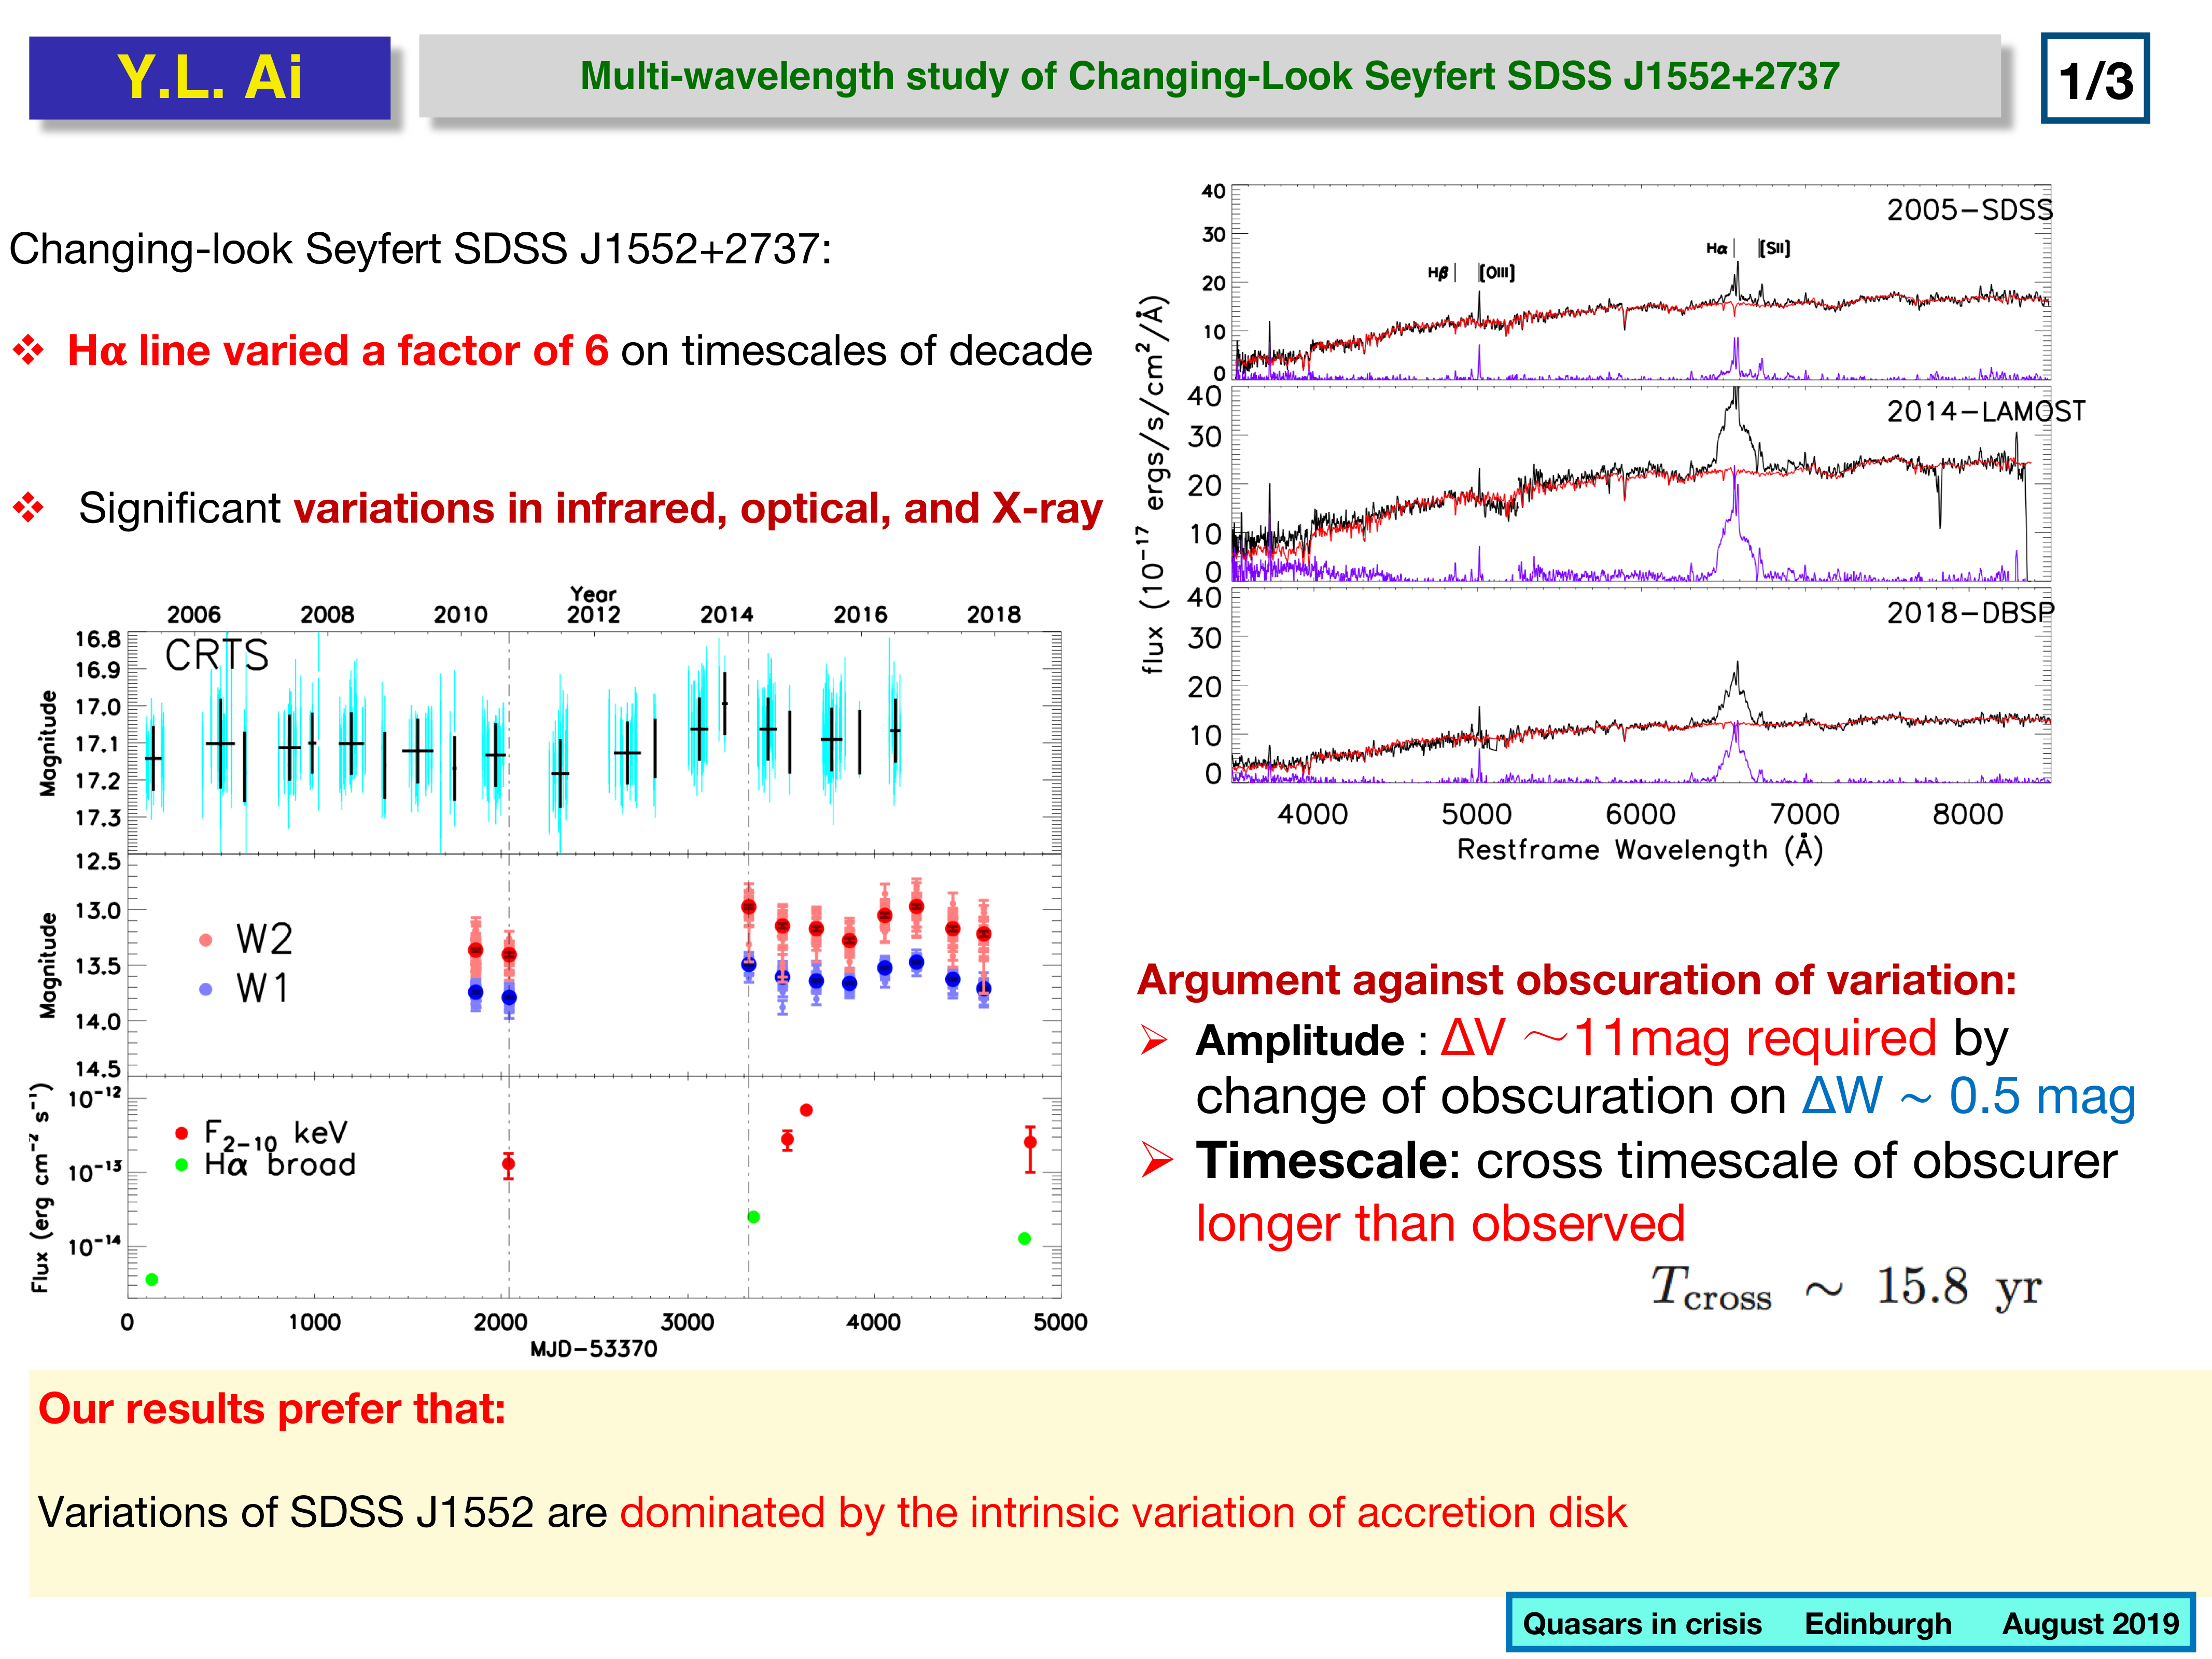 Y.L. Ai
Multi-wavelength study of Changing-Look Seyfert SDSS J1552+2737
1/3
Changing-look Seyfert SDSS J1552+2737:
❖ Hα line varied a factor of 6 on timescales of decade
❖ Significant variations in infrared, optical, and X-ray
Year
2006 2008 2010 2012 2014 2016 2018
CRTS
Magnitude
16.8
16.9
17.0
17.1
17.2
17.3
12.5
Magnitude
13.0
13.5
14.0
14.5
W2
W1
Flux (erg cm⁻² s⁻¹)
10⁻¹²
10⁻¹³
10⁻¹⁴
F₂₋₁₀ keV
Hα broad
0 1000 2000 3000 4000 5000
MJD−53370
flux (10⁻¹⁷ ergs/s/cm²/Å)
40
30
20
10
0
2005−SDSS
Hβ [OIII] Hα [SII]
40
30
20
10
0
2014−LAMOST
40
30
20
10
0
2018−DBSP
4000 5000 6000 7000 8000
Restframe Wavelength (Å)
Argument against obscuration of variation:
➢ Amplitude : ΔV ～11mag required by
change of obscuration on ΔW ~ 0.5 mag
➢ Timescale: cross timescale of obscurer
longer than observed
T_cross ∼ 15.8 yr
Our results prefer that:
Variations of SDSS J1552 are dominated by the intrinsic variation of accretion disk
Quasars in crisis Edinburgh August 2019